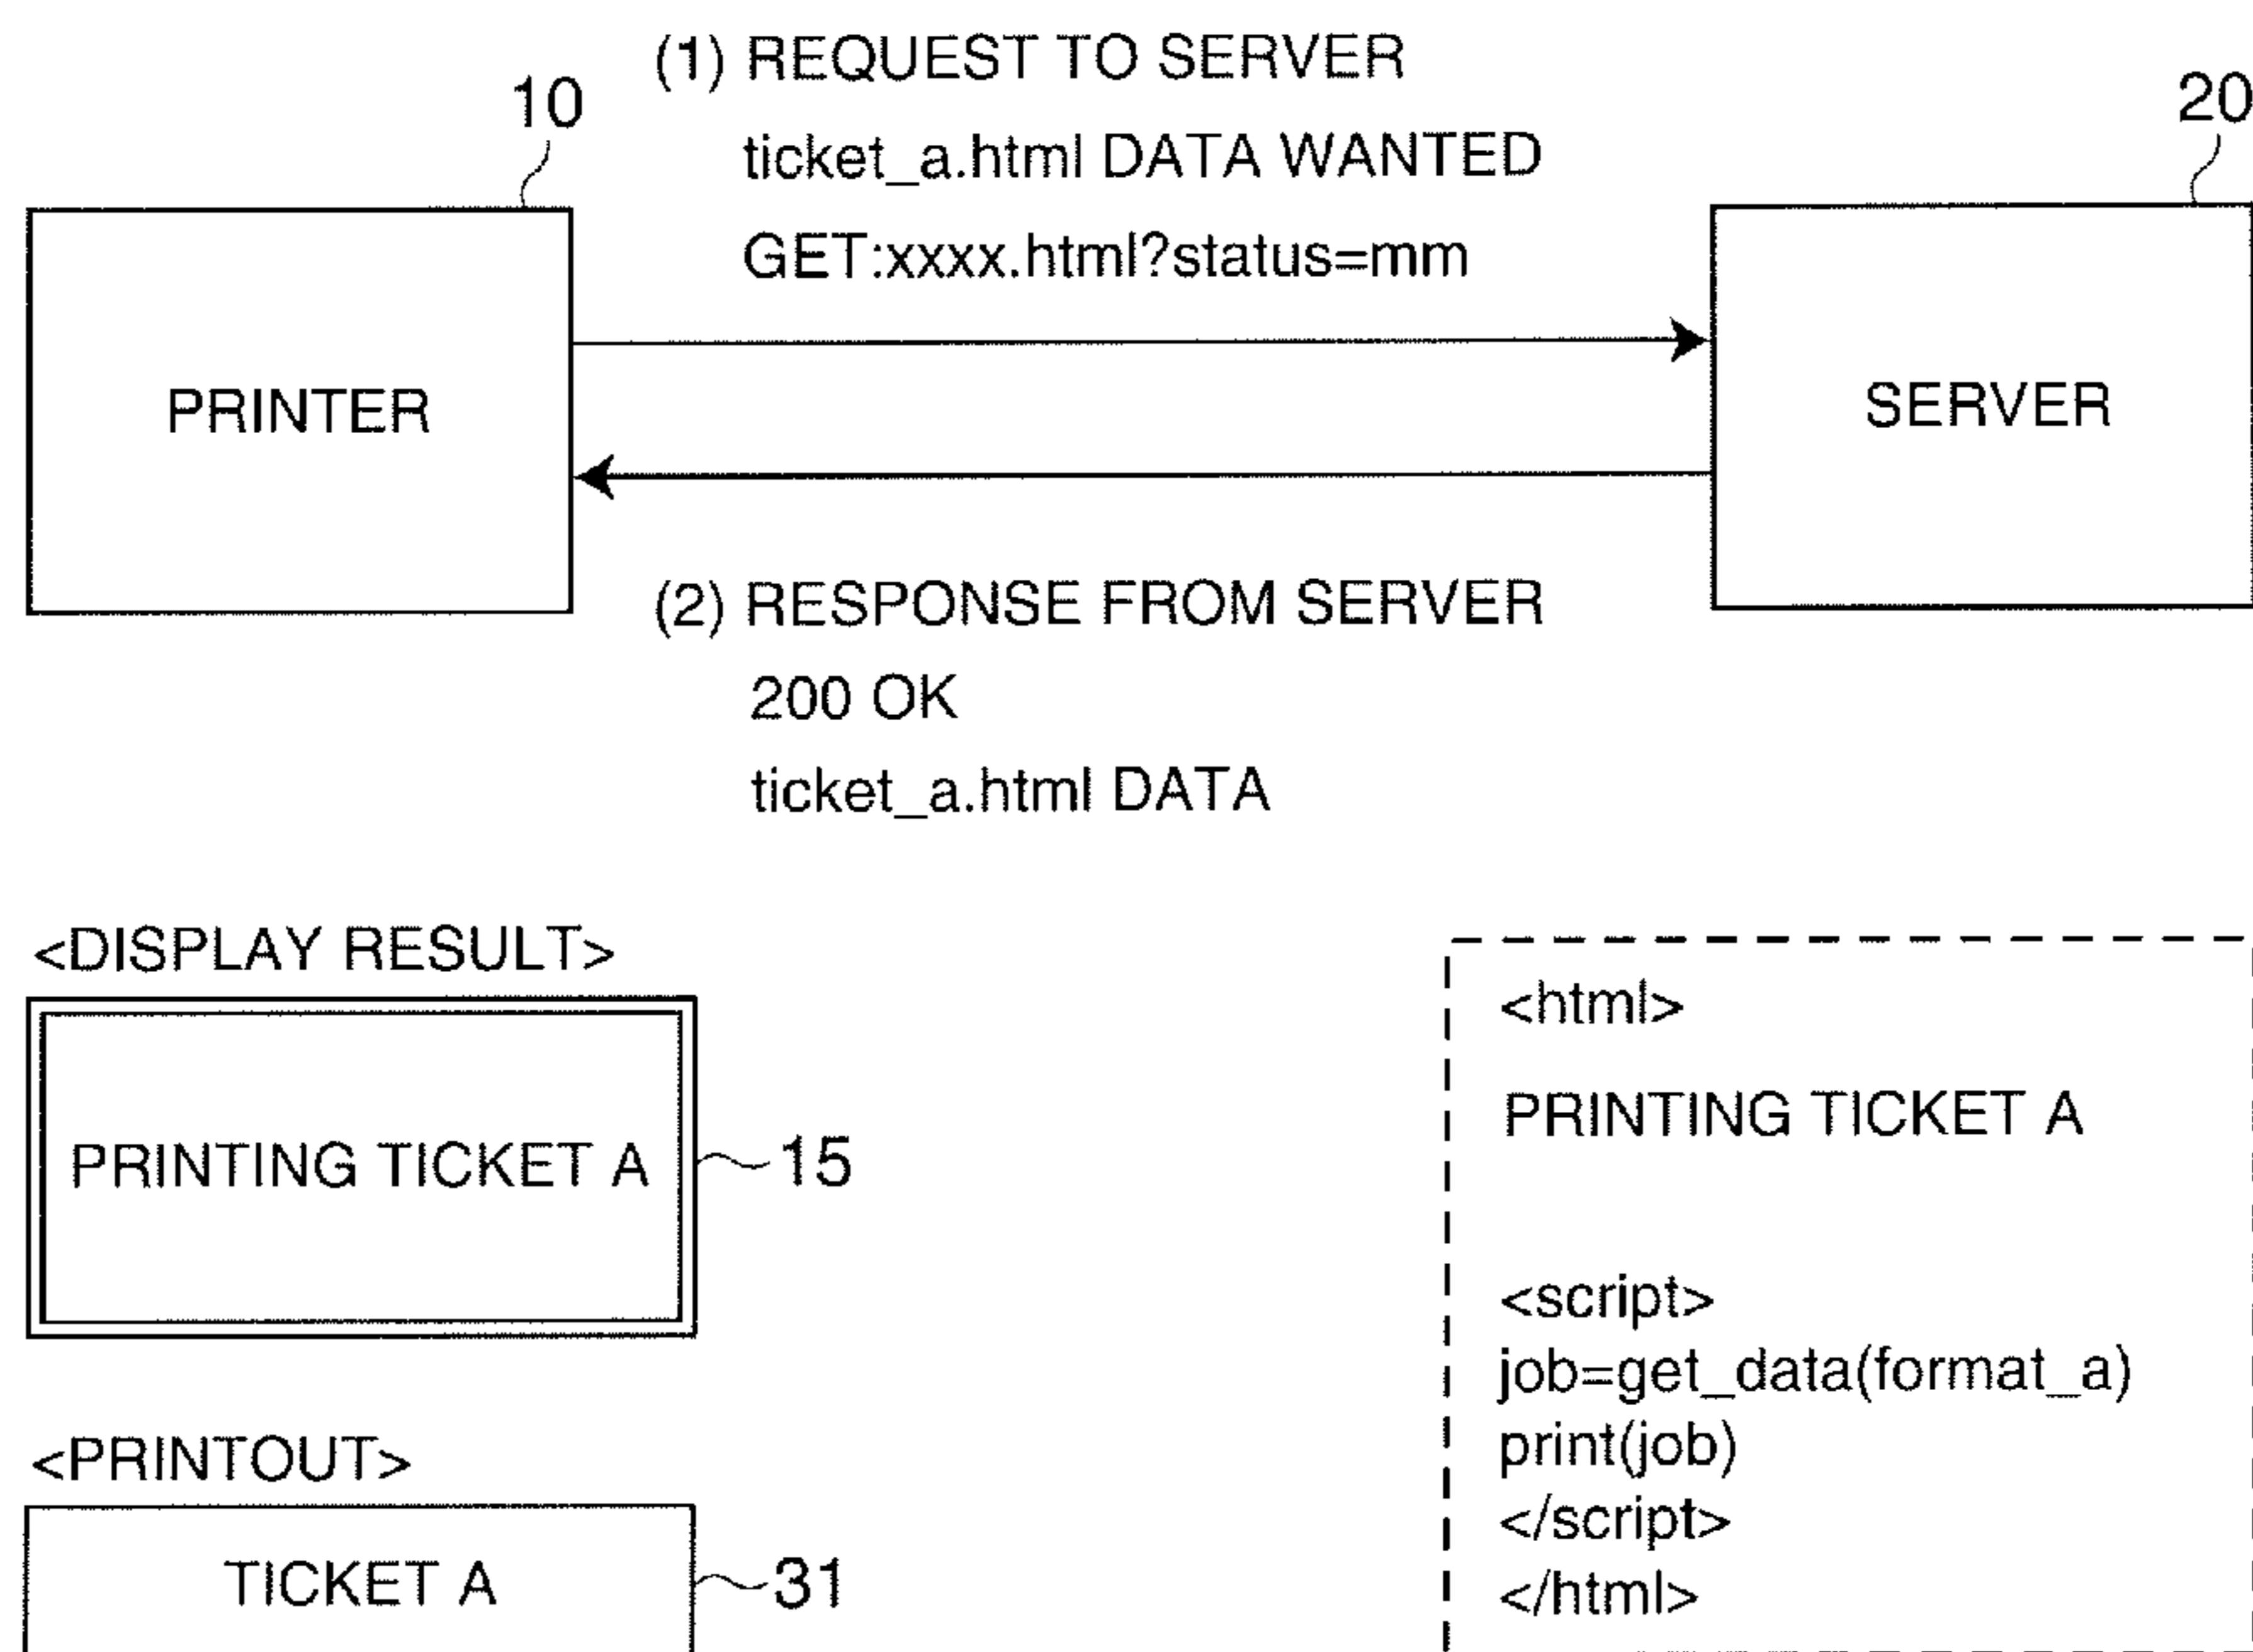 (1) REQUEST TO SERVER
ticket_a.html DATA WANTED
GET:xxxx.html?status=mm
10
20
PRINTER
SERVER
(2) RESPONSE FROM SERVER
200 OK
ticket_a.html DATA
<DISPLAY RESULT>
PRINTING TICKET A
15
<PRINTOUT>
TICKET A
31
<html>
PRINTING TICKET A
<script>
job=get_data(format_a)
print(job)
</script>
</html>